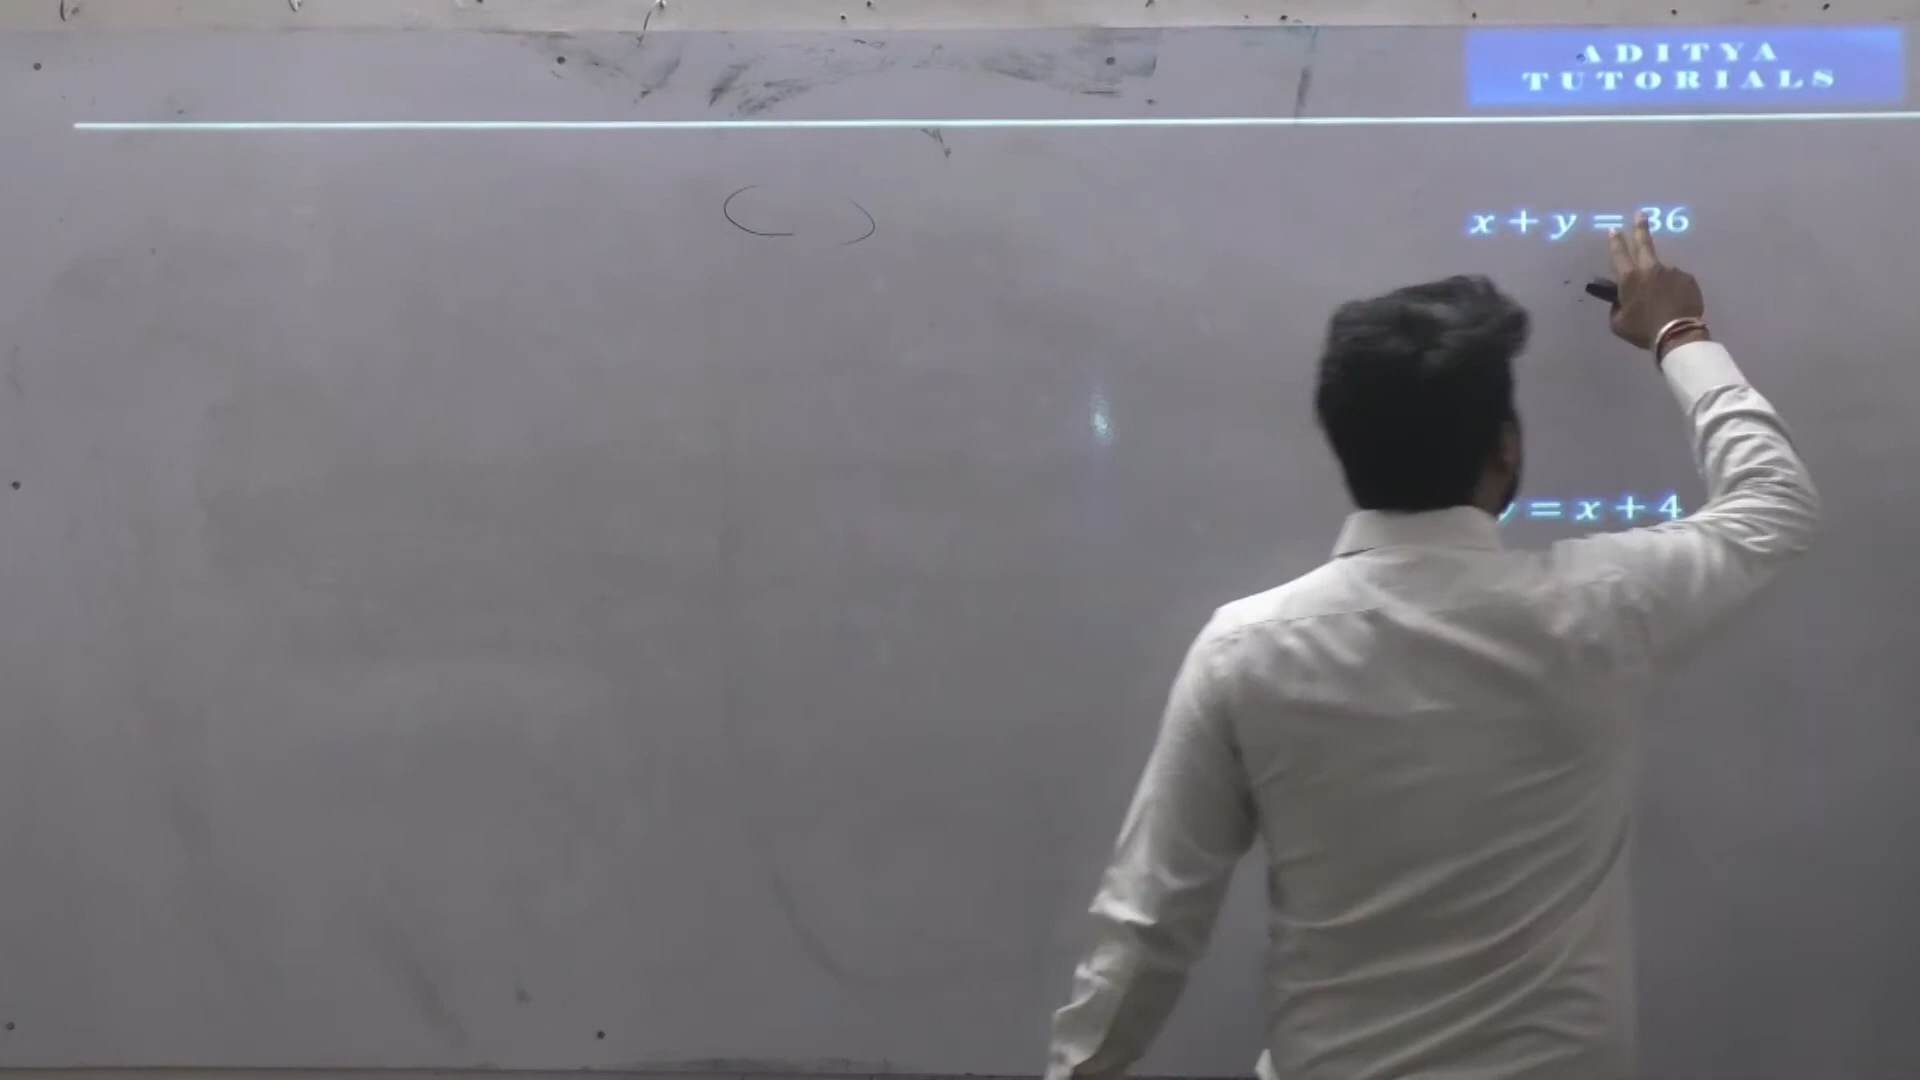 ADITYA
TUTORIALS
x + y = 36
y = x + 4